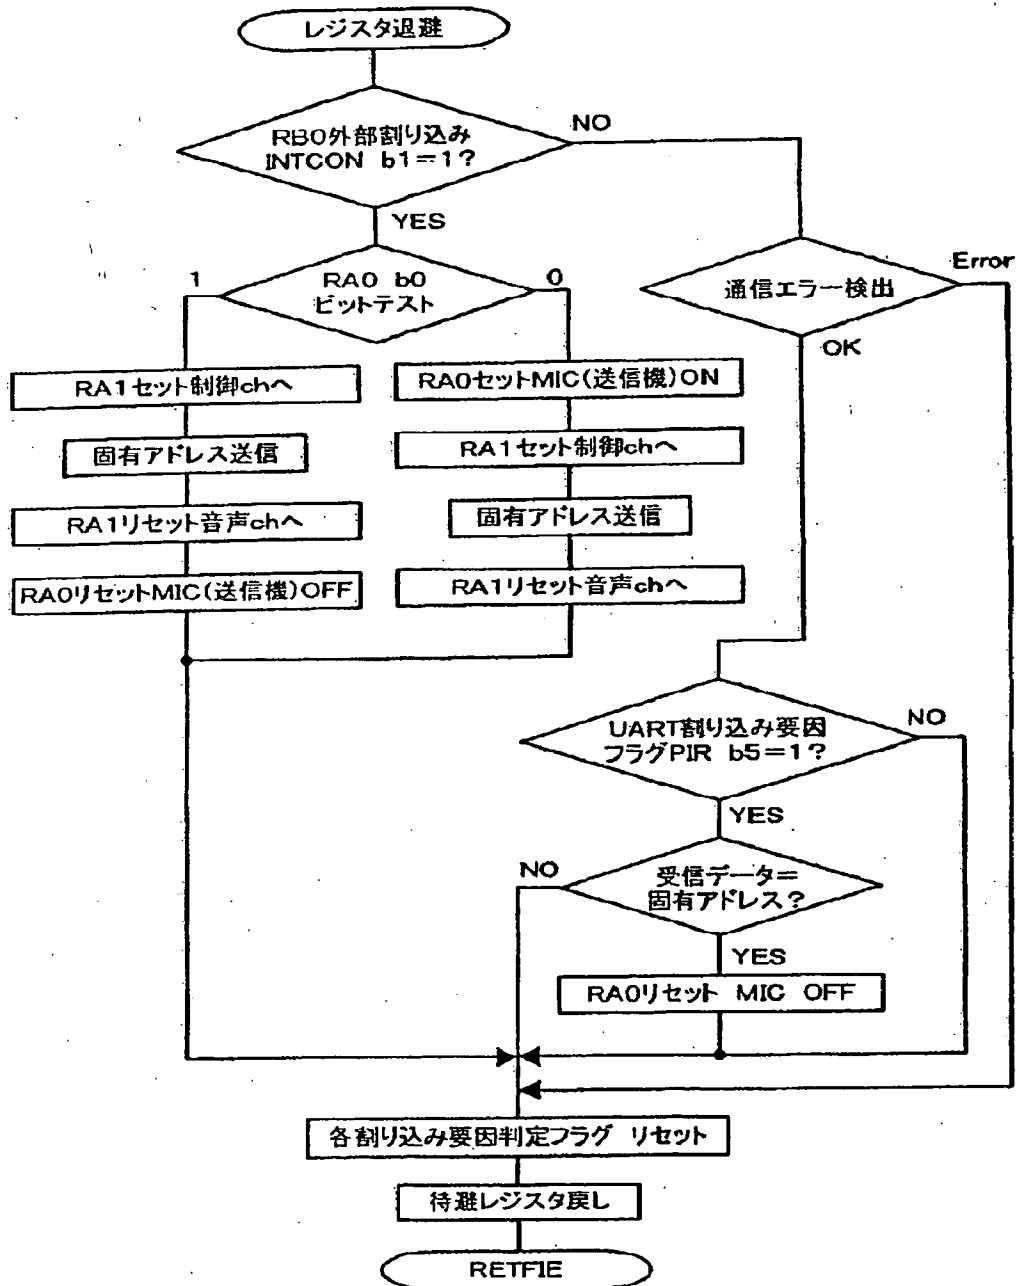 レジスタ退避
RB0外部割り込み
INTCON b1=1?
NO
YES
1
RA0 b0
ビットテスト
0
通信エラー検出
Error
OK
RA1セット制御chへ
固有アドレス送信
RA1リセット音声chへ
RA0リセットMIC(送信機)OFF
RA0セットMIC(送信機)ON
RA1セット制御chへ
固有アドレス送信
RA1リセット音声chへ
UART割り込み要因
フラグPIR b5=1?
NO
YES
NO
受信データ=
固有アドレス?
YES
RA0リセット MIC OFF
各割り込み要因判定フラグ リセット
待避レジスタ戻し
RETFIE